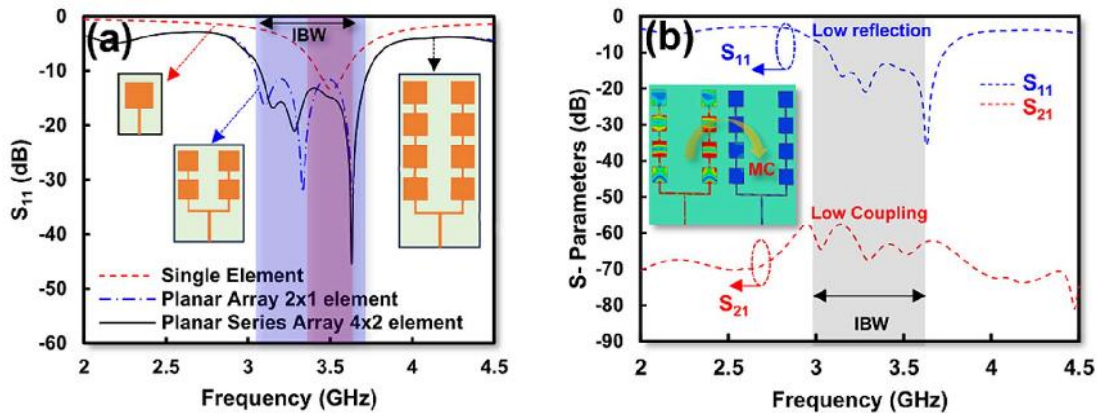 (a)
IBW
0
-10
-20
-30
-40
-50
-60
S11 (dB)
Single Element
Planar Array 2x1 element
Planar Series Array 4x2 element
2
2.5
3
3.5
4
4.5
Frequency (GHz)
(b)
Low reflection
S11
S11
S21
MC
Low Coupling
S21
IBW
0
-10
-20
-30
-40
-50
-60
-70
-80
-90
S- Parameters (dB)
2
2.5
3
3.5
4
4.5
Frequency (GHz)